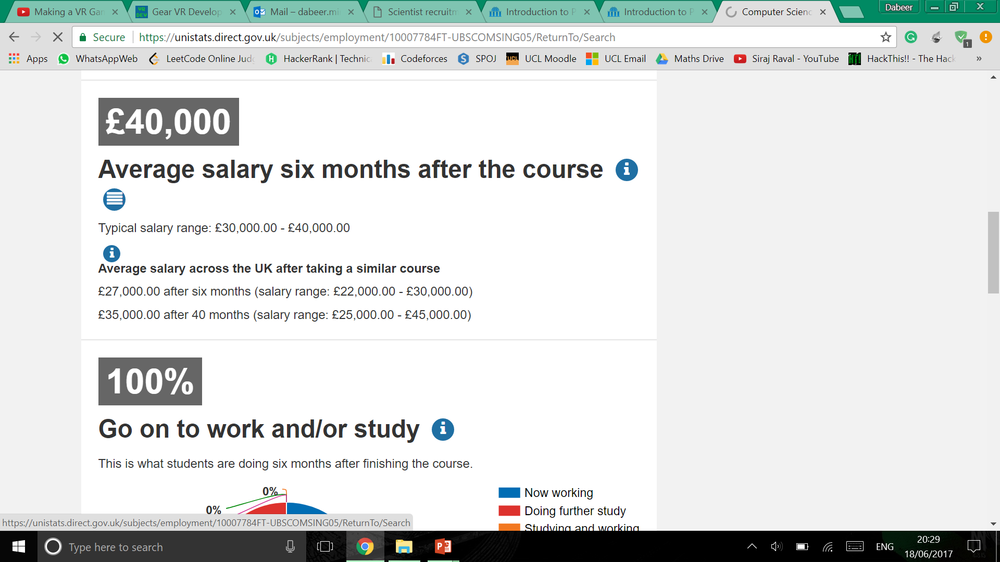 Making a VR Gar
Gear VR Develop
Mail – dabeer.mi
Scientist recruitm
Introduction to P
Introduction to P
Computer Scienc
Dabeer
Secure
https://unistats.direct.gov.uk/subjects/employment/10007784FT-UBSCOMSING05/ReturnTo/Search
1
Apps
WhatsAppWeb
LeetCode Online Judg
HackerRank | Technic
Codeforces
SPOJ
UCL Moodle
UCL Email
Maths Drive
Siraj Raval - YouTube
HackThis!! - The Hack
»
£40,000
Average salary six months after the course
Typical salary range: £30,000.00 - £40,000.00
Average salary across the UK after taking a similar course
£27,000.00 after six months (salary range: £22,000.00 - £30,000.00)
£35,000.00 after 40 months (salary range: £25,000.00 - £45,000.00)
100%
Go on to work and/or study
This is what students are doing six months after finishing the course.
0%
0%
Now working
Doing further study
Studying and working
https://unistats.direct.gov.uk/subjects/employment/10007784FT-UBSCOMSING05/ReturnTo/Search
Type here to search
ENG
20:29
18/06/2017